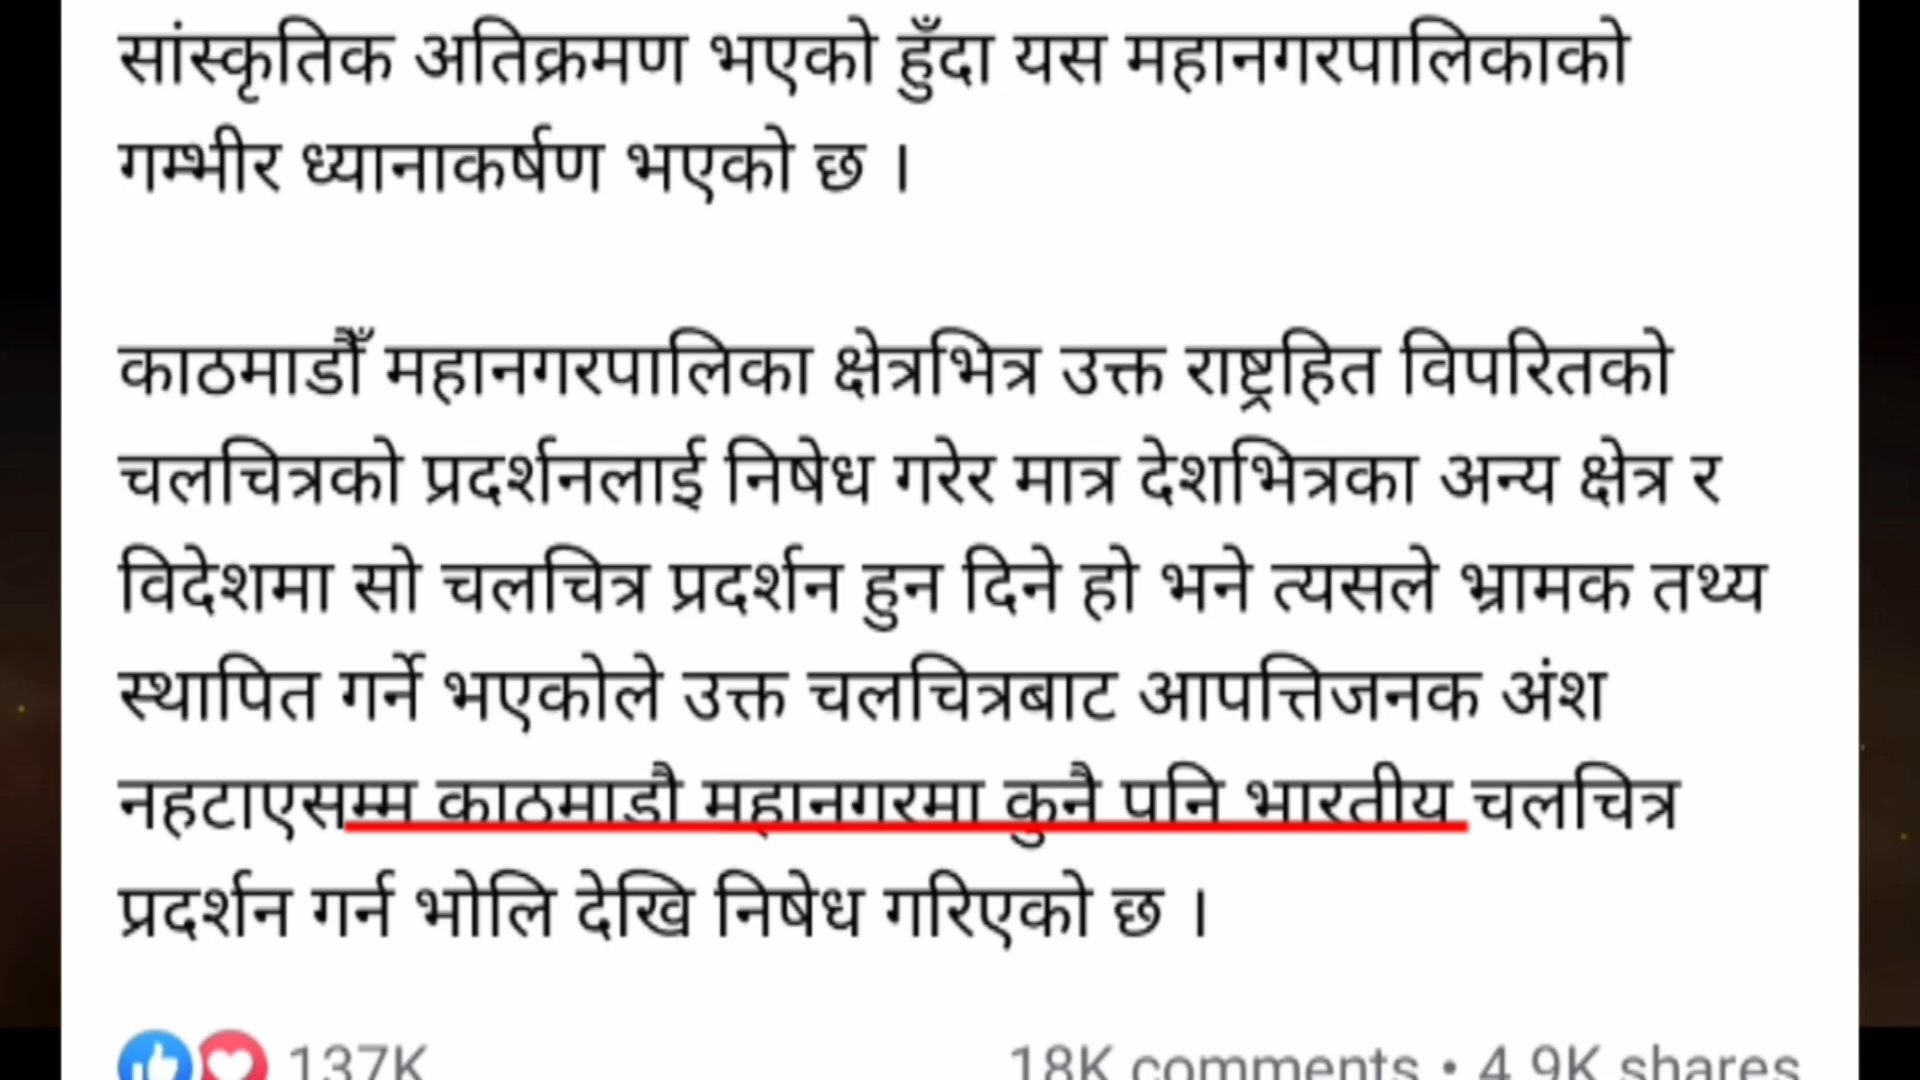 सांस्कृतिक अतिक्रमण भएको हुँदा यस महानगरपालिकाको
गम्भीर ध्यानाकर्षण भएको छ ।
काठमाडौँ महानगरपालिका क्षेत्रभित्र उक्त राष्ट्रहित विपरितको
चलचित्रको प्रदर्शनलाई निषेध गरेर मात्र देशभित्रका अन्य क्षेत्र र
विदेशमा सो चलचित्र प्रदर्शन हुन दिने हो भने त्यसले भ्रामक तथ्य
स्थापित गर्ने भएकोले उक्त चलचित्रबाट आपत्तिजनक अंश
नहटाएसम्म काठमाडौ महानगरमा कुनै पनि भारतीय चलचित्र
प्रदर्शन गर्न भोलि देखि निषेध गरिएको छ ।
137K 18K comments • 4.9K shares